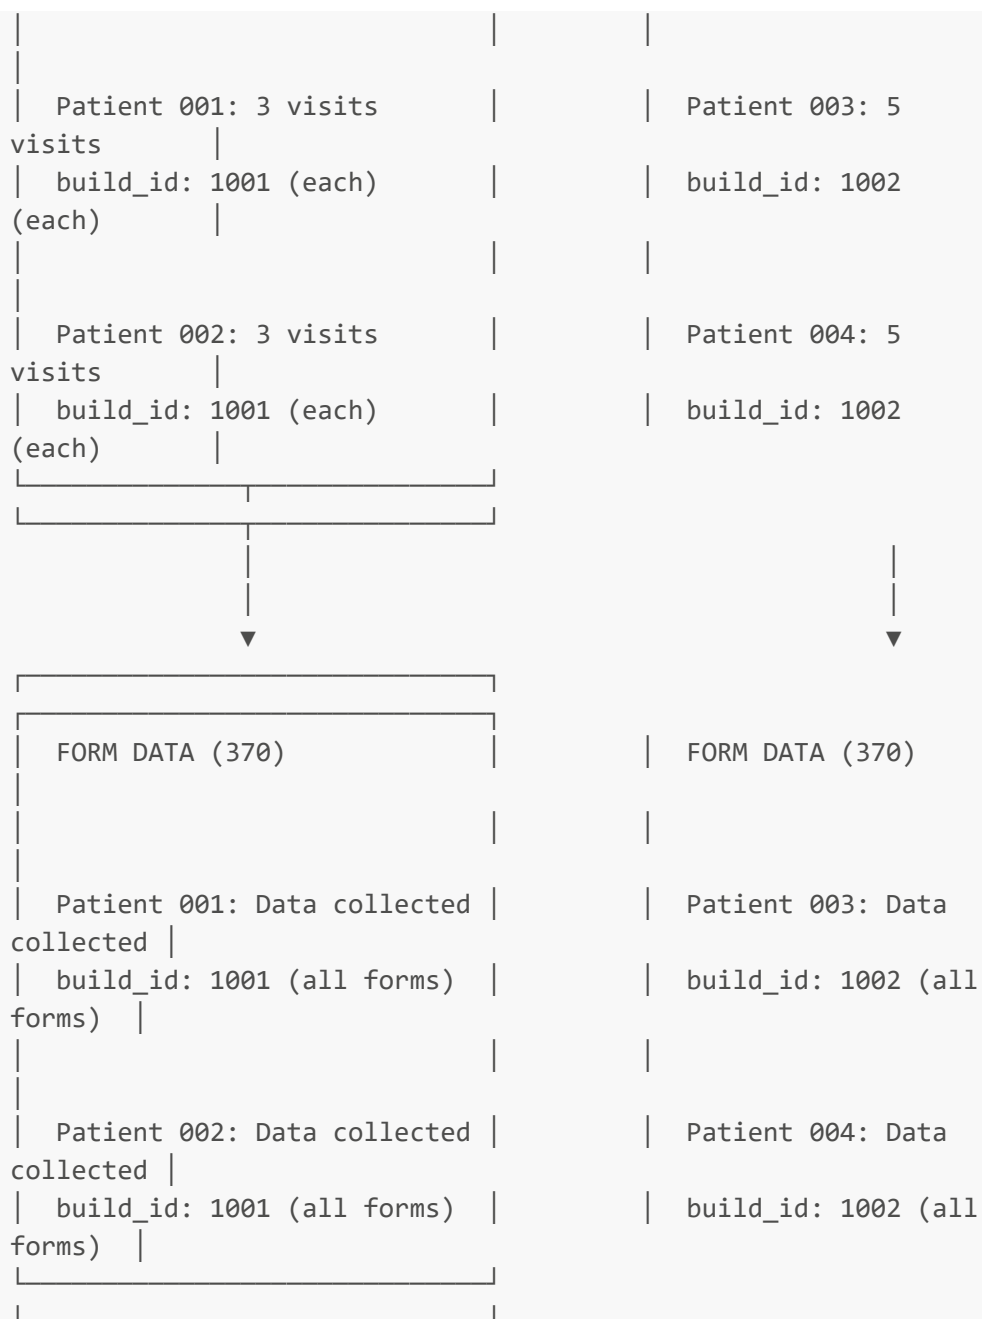 Patient 001: 3 visits Patient 003: 5
visits
build_id: 1001 (each) build_id: 1002
(each)
Patient 002: 3 visits Patient 004: 5
visits
build_id: 1001 (each) build_id: 1002
(each)
FORM DATA (370) FORM DATA (370)
Patient 001: Data collected Patient 003: Data
collected
build_id: 1001 (all forms) build_id: 1002 (all
forms)
Patient 002: Data collected Patient 004: Data
collected
build_id: 1001 (all forms) build_id: 1002 (all
forms)